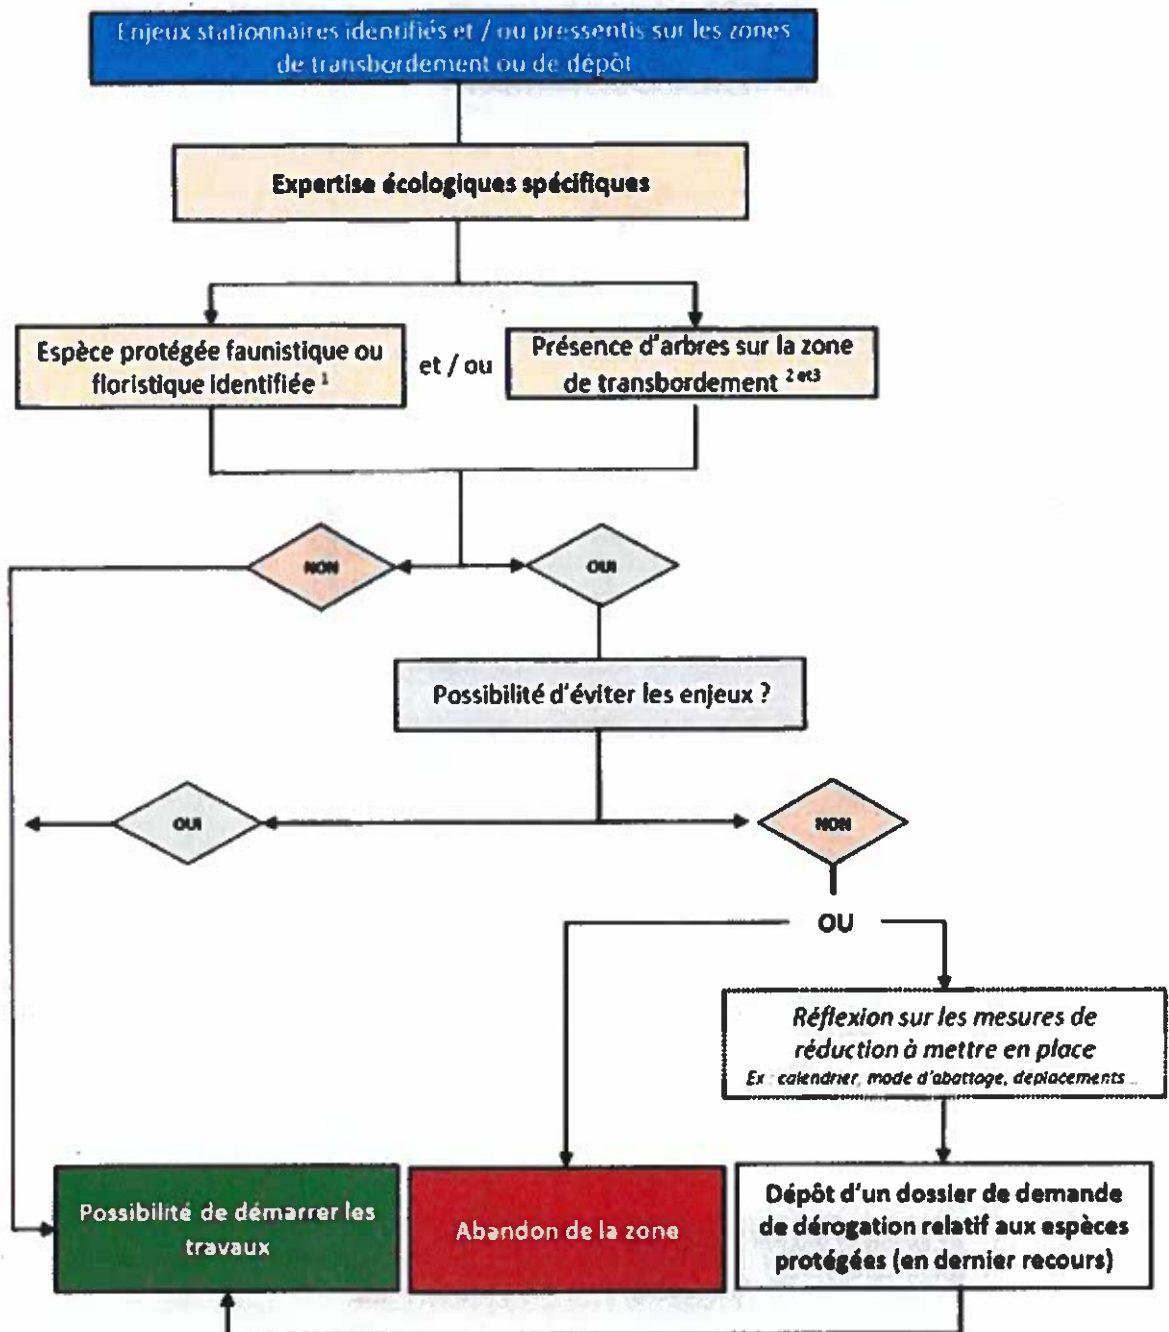 Enjeux stationnaires identifiés et / ou pressentis sur les zones
de transbordement ou de dépôt
Expertise écologiques spécifiques
Espèce protégée faunistique ou
floristique identifiée ¹
et / ou
Présence d'arbres sur la zone
de transbordement ² ᵉᵗ³
NON
OUI
Possibilité d'éviter les enjeux ?
OUI
NON
OU
Réflexion sur les mesures de
réduction à mettre en place
Ex : calendrier, mode d'abattage, déplacements ...
Possibilité de démarrer les
travaux
Abandon de la zone
Dépôt d'un dossier de demande
de dérogation relatif aux espèces
protégées (en dernier recours)